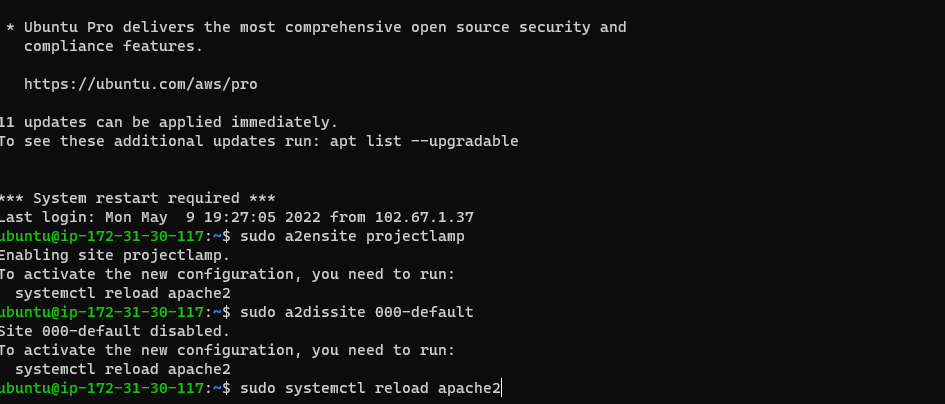 * Ubuntu Pro delivers the most comprehensive open source security and
compliance features.
https://ubuntu.com/aws/pro
11 updates can be applied immediately.
To see these additional updates run: apt list --upgradable
*** System restart required ***
Last login: Mon May  9 19:27:05 2022 from 102.67.1.37
ubuntu@ip-172-31-30-117:~$ sudo a2ensite projectlamp
Enabling site projectlamp.
To activate the new configuration, you need to run:
  systemctl reload apache2
ubuntu@ip-172-31-30-117:~$ sudo a2dissite 000-default
Site 000-default disabled.
To activate the new configuration, you need to run:
  systemctl reload apache2
ubuntu@ip-172-31-30-117:~$ sudo systemctl reload apache2